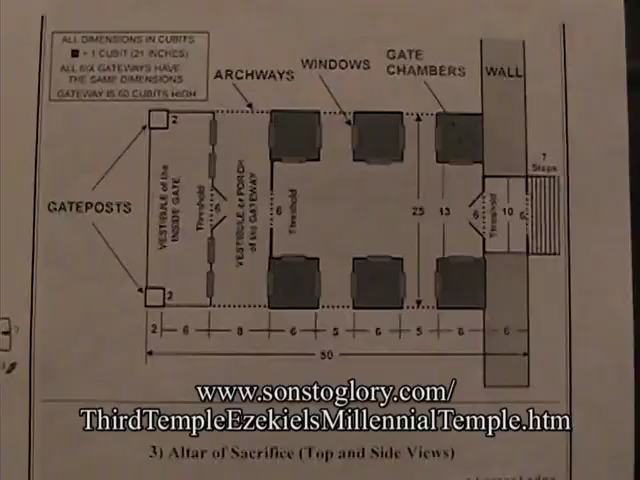 ALL DIMENSIONS IN CUBITS
= 1 CUBIT (21 INCHES)
ALL SIX GATEWAYS HAVE
THE SAME DIMENSIONS
GATEWAY IS 60 CUBITS HIGH
ARCHWAYS
WINDOWS
GATE
CHAMBERS
WALL
GATEPOSTS
2
2
VESTIBULE of the
INSIDE GATE.
Threshold
6
VESTIBULE or PORCH
of the GATEWAY
6
Threshold
25
13
6
Threshold
10
7
Steps
2 6 8 6 5 6 5 6 6
50
www.sonstoglory.com/
ThirdTempleEzekielsMillennialTemple.htm
3) Altar of Sacrifice (Top and Side Views)